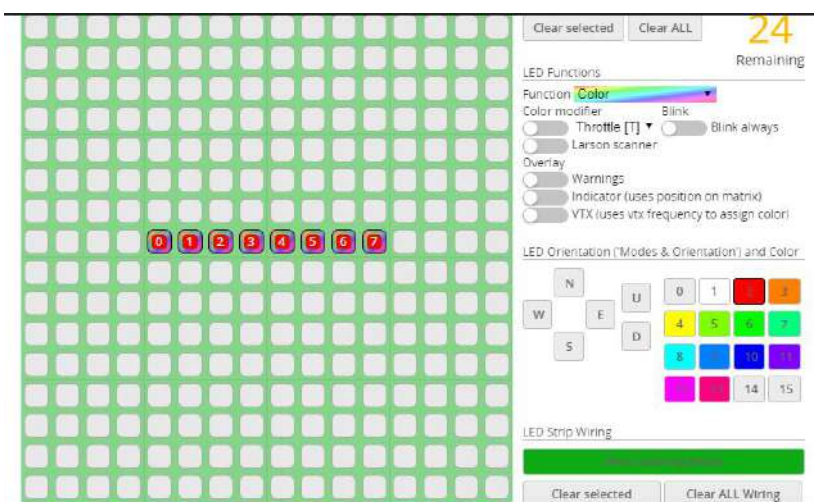 Clear selected Clear ALL 24
Remaining
LED Functions
Function Color
Color modifier Blink
Throttle [T] Blink always
Larson scanner
Overlay
Warnings
Indicator (uses position on matrix)
VTX (uses vtx frequency to assign color)
0 1 2 3 4 5 6 7
LED Orientation ('Modes & Orientation') and Color
N
U
0 1 2 3
W E
4 5 6 7
D
S
8 10 11
14 15
LED Strip Wiring
Clear selected Clear ALL Wiring